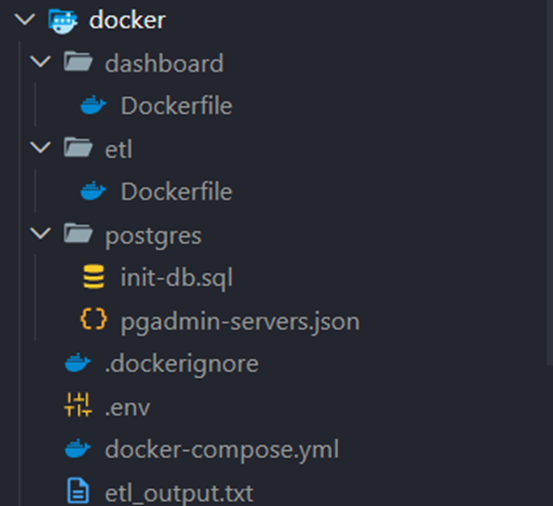 docker
dashboard
Dockerfile
etl
Dockerfile
postgres
init-db.sql
pgadmin-servers.json
.dockerignore
.env
docker-compose.yml
etl_output.txt